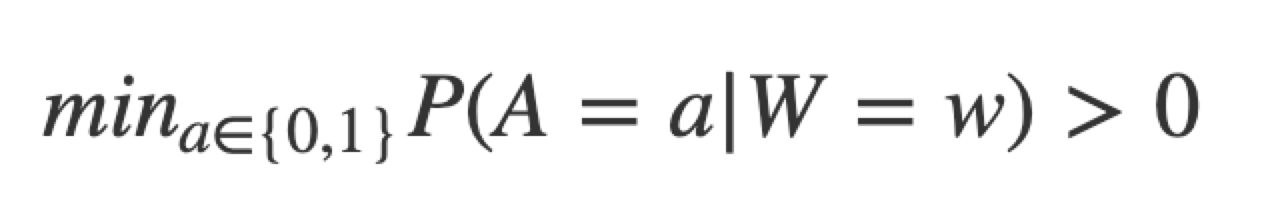 min_{a∈{0,1}} P(A = a|W = w) > 0